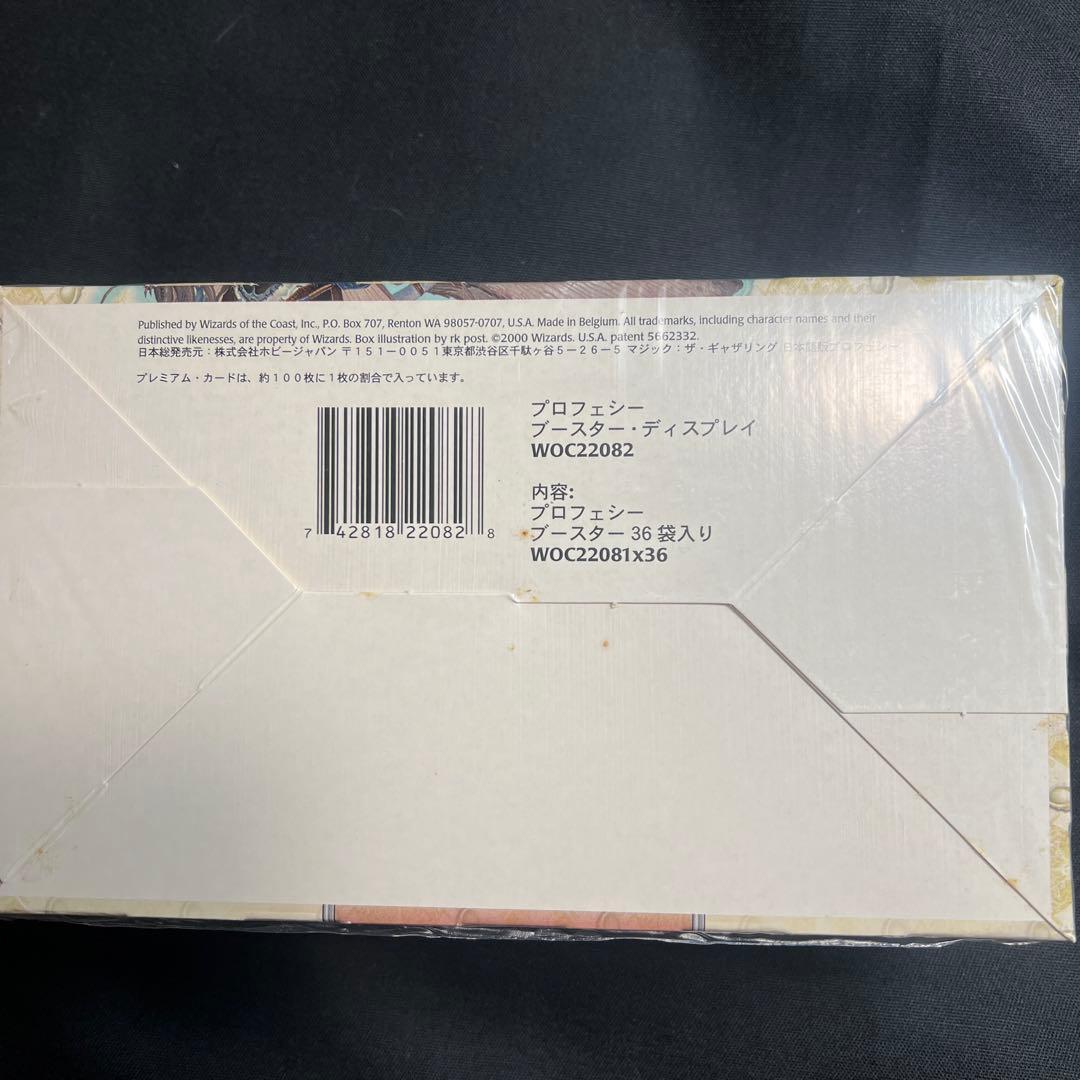 Published by Wizards of the Coast, Inc., P.O. Box 707, Renton WA 98057-0707, U.S.A. Made in Belgium. All trademarks, including character names and their
distinctive likenesses, are property of Wizards. Box illustration by rk post. ©2000 Wizards. U.S.A. patent 5662332.
日本総発売元：株式会社ホビージャパン 〒151－0051東京都渋谷区千駄ヶ谷5－26－5 マジック：ザ・ギャザリング 日本語版プロフェシー
プレミアム・カードは、約100枚に1枚の割合で入っています。
プロフェシー
ブースター・ディスプレイ
WOC22082
内容:
プロフェシー
ブースター 36 袋入り
WOC22081x36
7 42818 22082 8